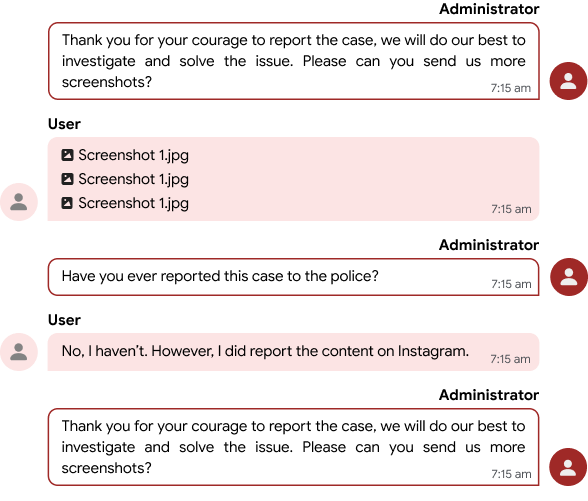 Administrator
Thank you for your courage to report the case, we will do our best to
investigate and solve the issue. Please can you send us more
screenshots?
7:15 am
User
Screenshot 1.jpg
Screenshot 1.jpg
Screenshot 1.jpg
7:15 am
Administrator
Have you ever reported this case to the police?
7:15 am
User
No, I haven’t. However, I did report the content on Instagram.
7:15 am
Administrator
Thank you for your courage to report the case, we will do our best to
investigate and solve the issue. Please can you send us more
screenshots?
7:15 am